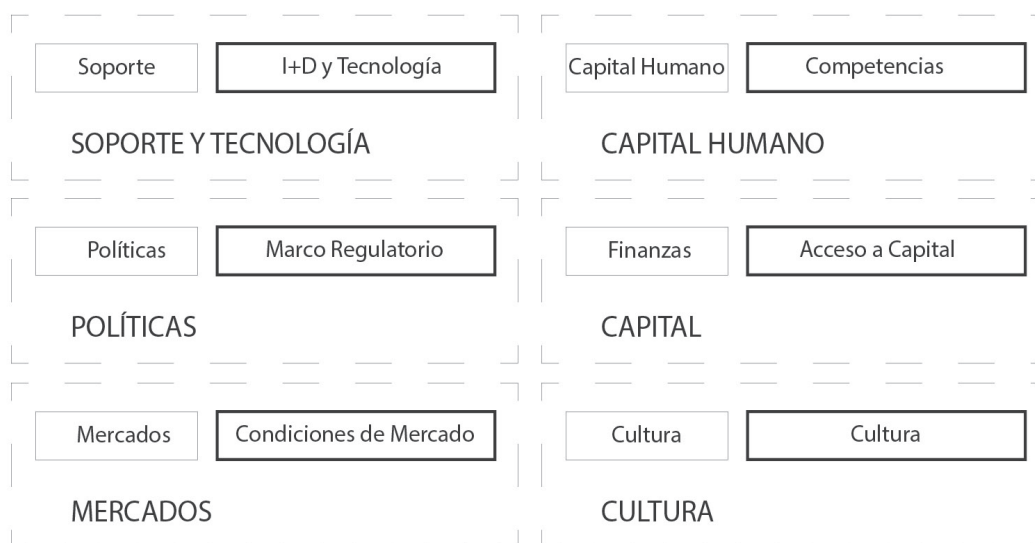 Soporte
I+D y Tecnología
SOPORTE Y TECNOLOGÍA
Capital Humano
Competencias
CAPITAL HUMANO
Políticas
Marco Regulatorio
POLÍTICAS
Finanzas
Acceso a Capital
CAPITAL
Mercados
Condiciones de Mercado
MERCADOS
Cultura
Cultura
CULTURA